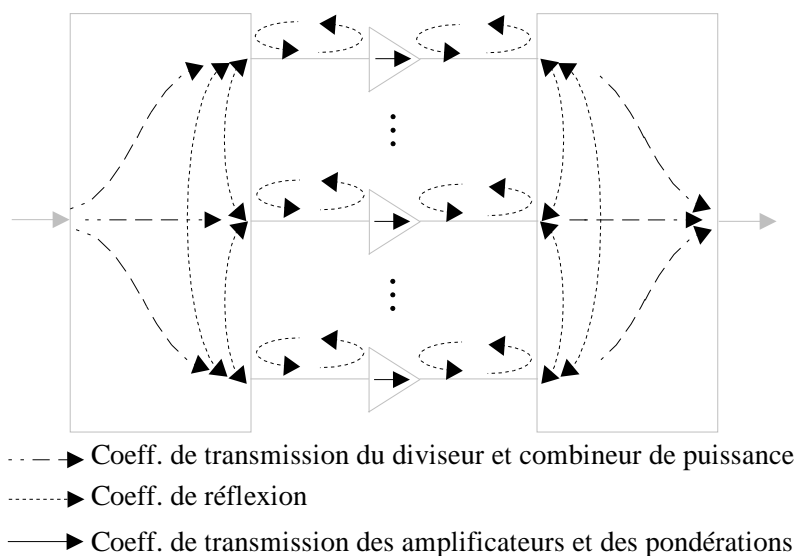 Coeff. de transmission du diviseur et combineur de puissance
Coeff. de réflexion
Coeff. de transmission des amplificateurs et des pondérations